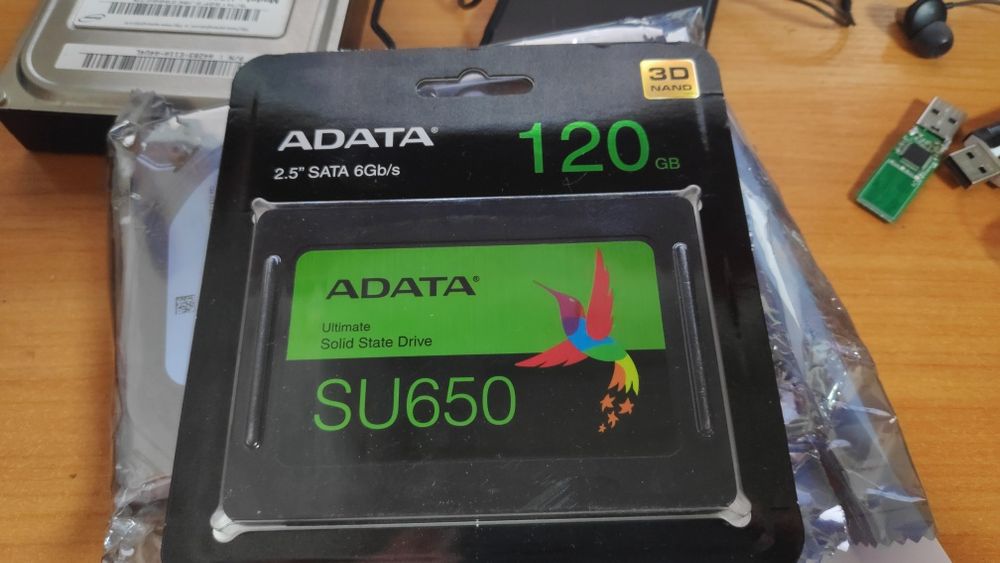 3D
NAND
ADATA®
120 GB
2.5" SATA 6Gb/s
ADATA®
Ultimate
Solid State Drive
SU650